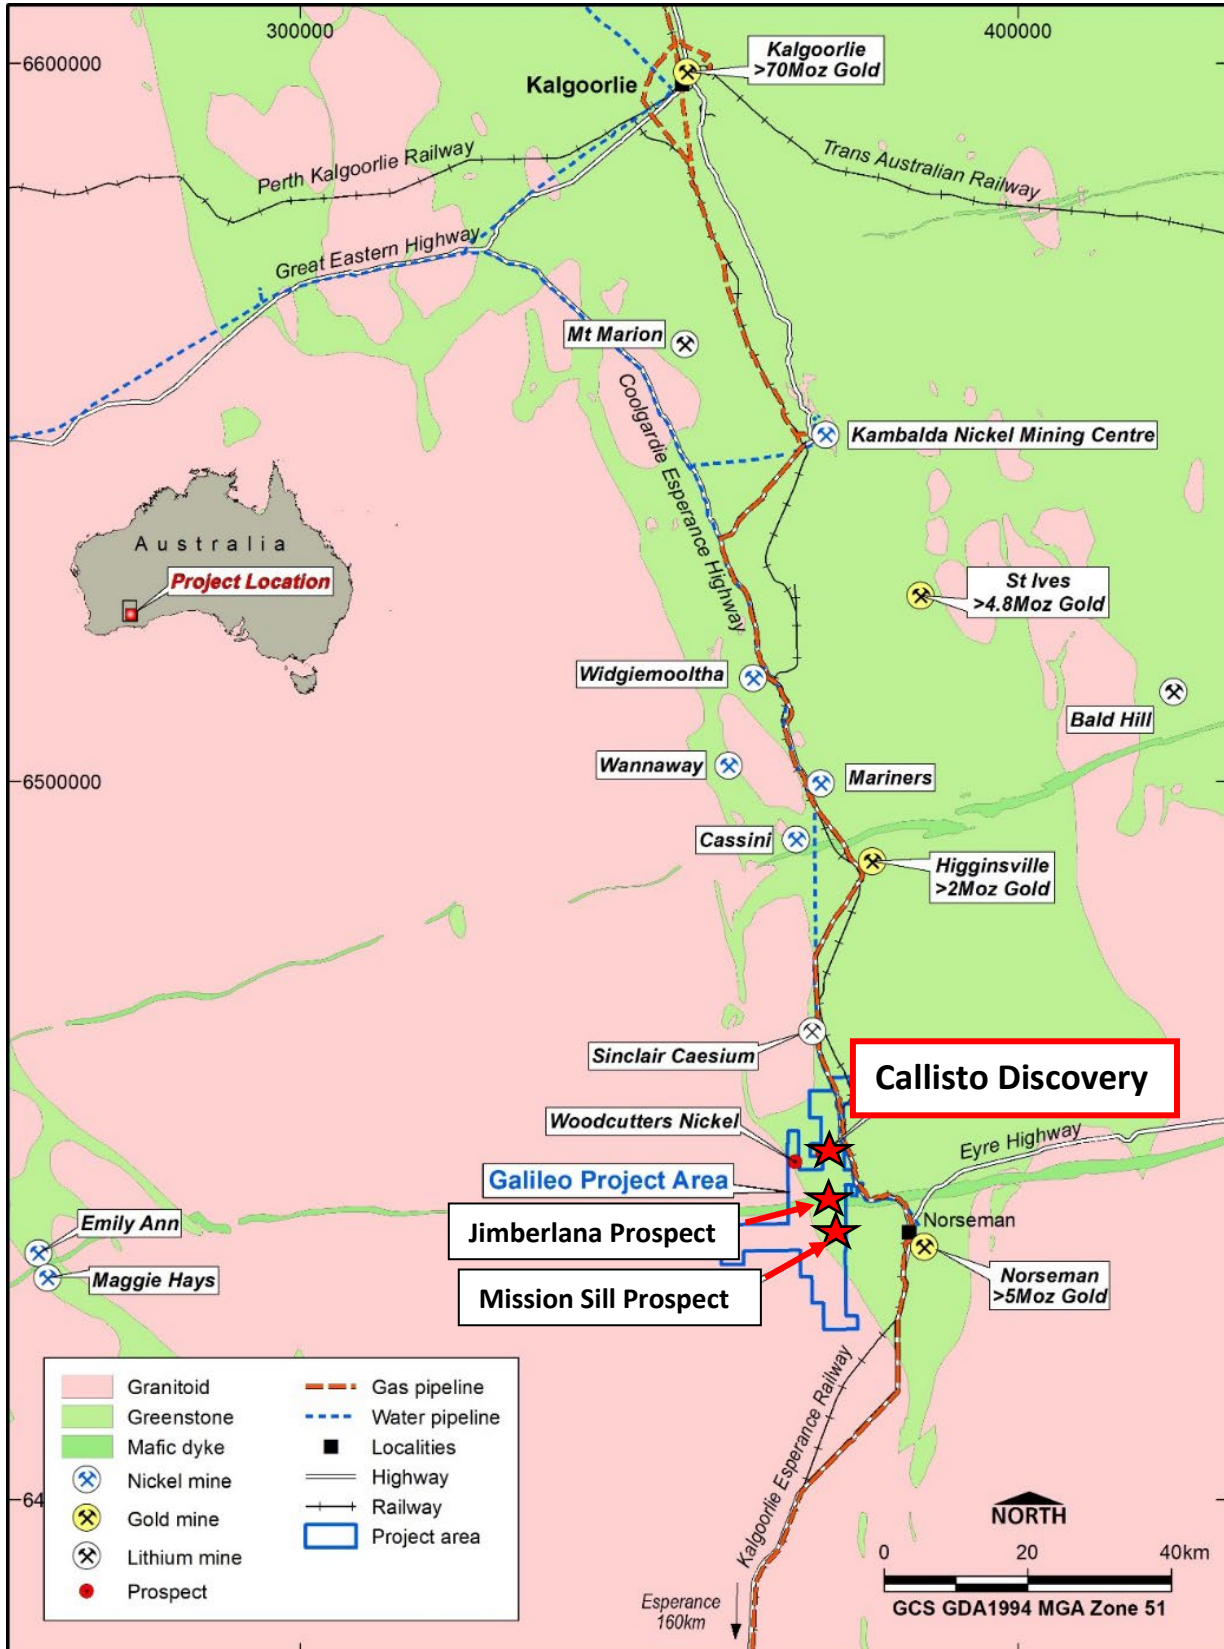 300000
400000
6600000
Kalgoorlie
>70Moz Gold
Kalgoorlie
Perth Kalgoorlie Railway
Trans Australian Railway
Great Eastern Highway
Mt Marion
Coolgardie Esperance Highway
Kambalda Nickel Mining Centre
Australia
Project Location
St Ives
>4.8Moz Gold
Widgiemooltha
Bald Hill
Wannaway
Mariners
6500000
Cassini
Higginsville
>2Moz Gold
Sinclair Caesium
Callisto Discovery
Woodcutters Nickel
Eyre Highway
Galileo Project Area
Emily Ann
Jimberlana Prospect
Norseman
Maggie Hays
Mission Sill Prospect
Norseman
>5Moz Gold
Granitoid
Greenstone
Mafic dyke
Nickel mine
Gold mine
Lithium mine
Prospect
Gas pipeline
Water pipeline
Localities
Highway
Railway
Project area
64
Kalgoorlie Esperance Railway
Esperance
160km
NORTH
0 20 40km
GCS GDA1994 MGA Zone 51